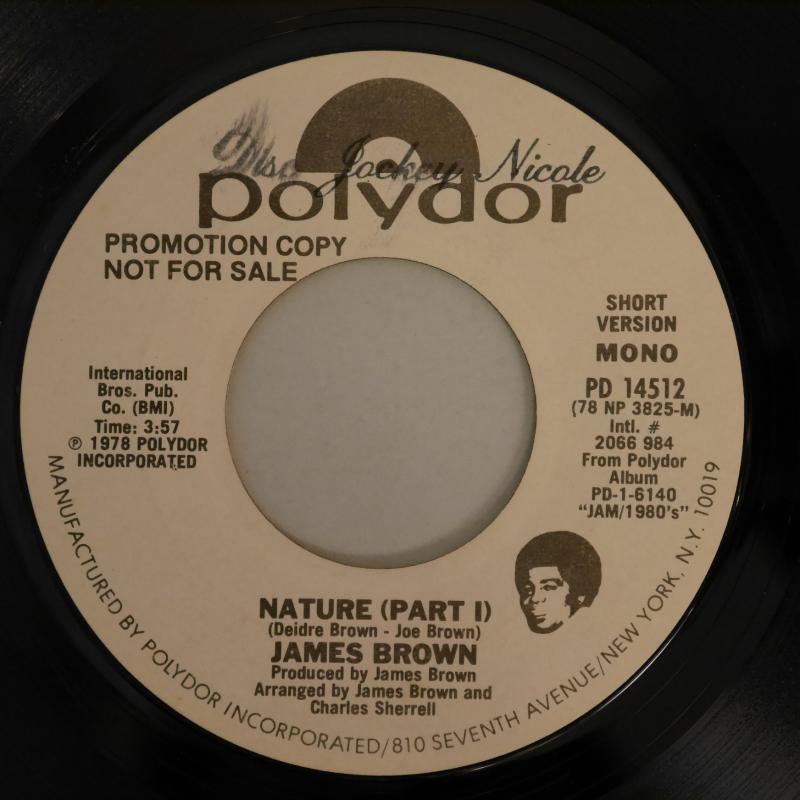 Disc Jockey Nicole
polydor
PROMOTION COPY
NOT FOR SALE
SHORT
VERSION
MONO
PD 14512
(78 NP 3825-M)
Intl. #
2066 984
From Polydor
Album
PD-1-6140
"JAM/1980's"
International
Bros. Pub.
Co. (BMI)
Time: 3:57
℗ 1978 POLYDOR
INCORPORATED
NATURE (PART I)
(Deidre Brown - Joe Brown)
JAMES BROWN
Produced by James Brown
Arranged by James Brown and
Charles Sherrell
MANUFACTURED BY POLYDOR INCORPORATED/810 SEVENTH AVENUE/NEW YORK, N.Y. 10019